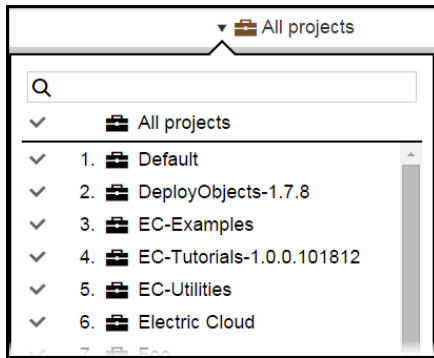 All projects
All projects
1. Default
2. DeployObjects-1.7.8
3. EC-Examples
4. EC-Tutorials-1.0.0.101812
5. EC-Utilities
6. Electric Cloud